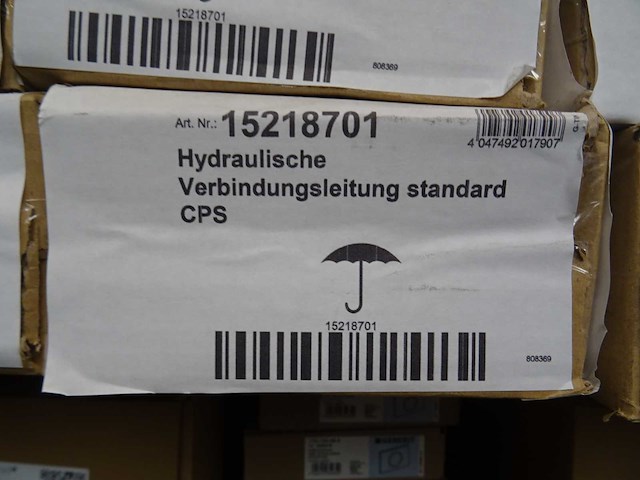 15218701
808369
Art. Nr.: 15218701
4 047492 017907
Hydraulische
Verbindungsleitung standard
CPS
15218701
808369